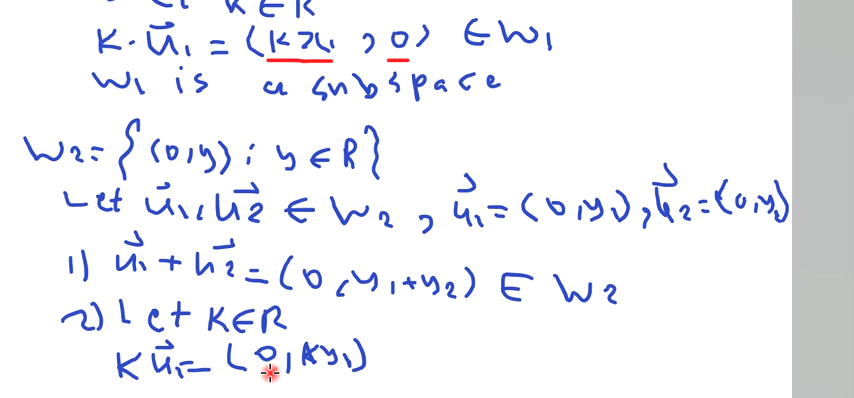 Let K ∈ R
K·u⃗₁ = (Kx₁, 0) ∈ W₁
W₁ is a subspace
W₂ = {(0,y) : y ∈ R}
Let u⃗₁, u⃗₂ ∈ W₂, u⃗₁ = (0,y₁), u⃗₂ = (0,y₂)
1) u⃗₁ + u⃗₂ = (0, y₁+y₂) ∈ W₂
2) Let K∈R
K u⃗₁ = (0, Ky₁)